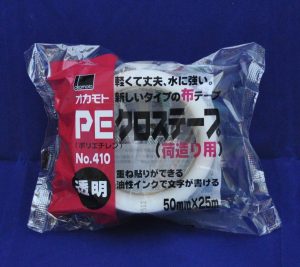 軽くて丈夫、水に強い。
オカモト
新しいタイプの布テープ
PEクロステープ
(ポリエチレン)
(荷造り用)
No.410
透明
重ね貼りができる
油性インクで文字が書ける
50mm×25m